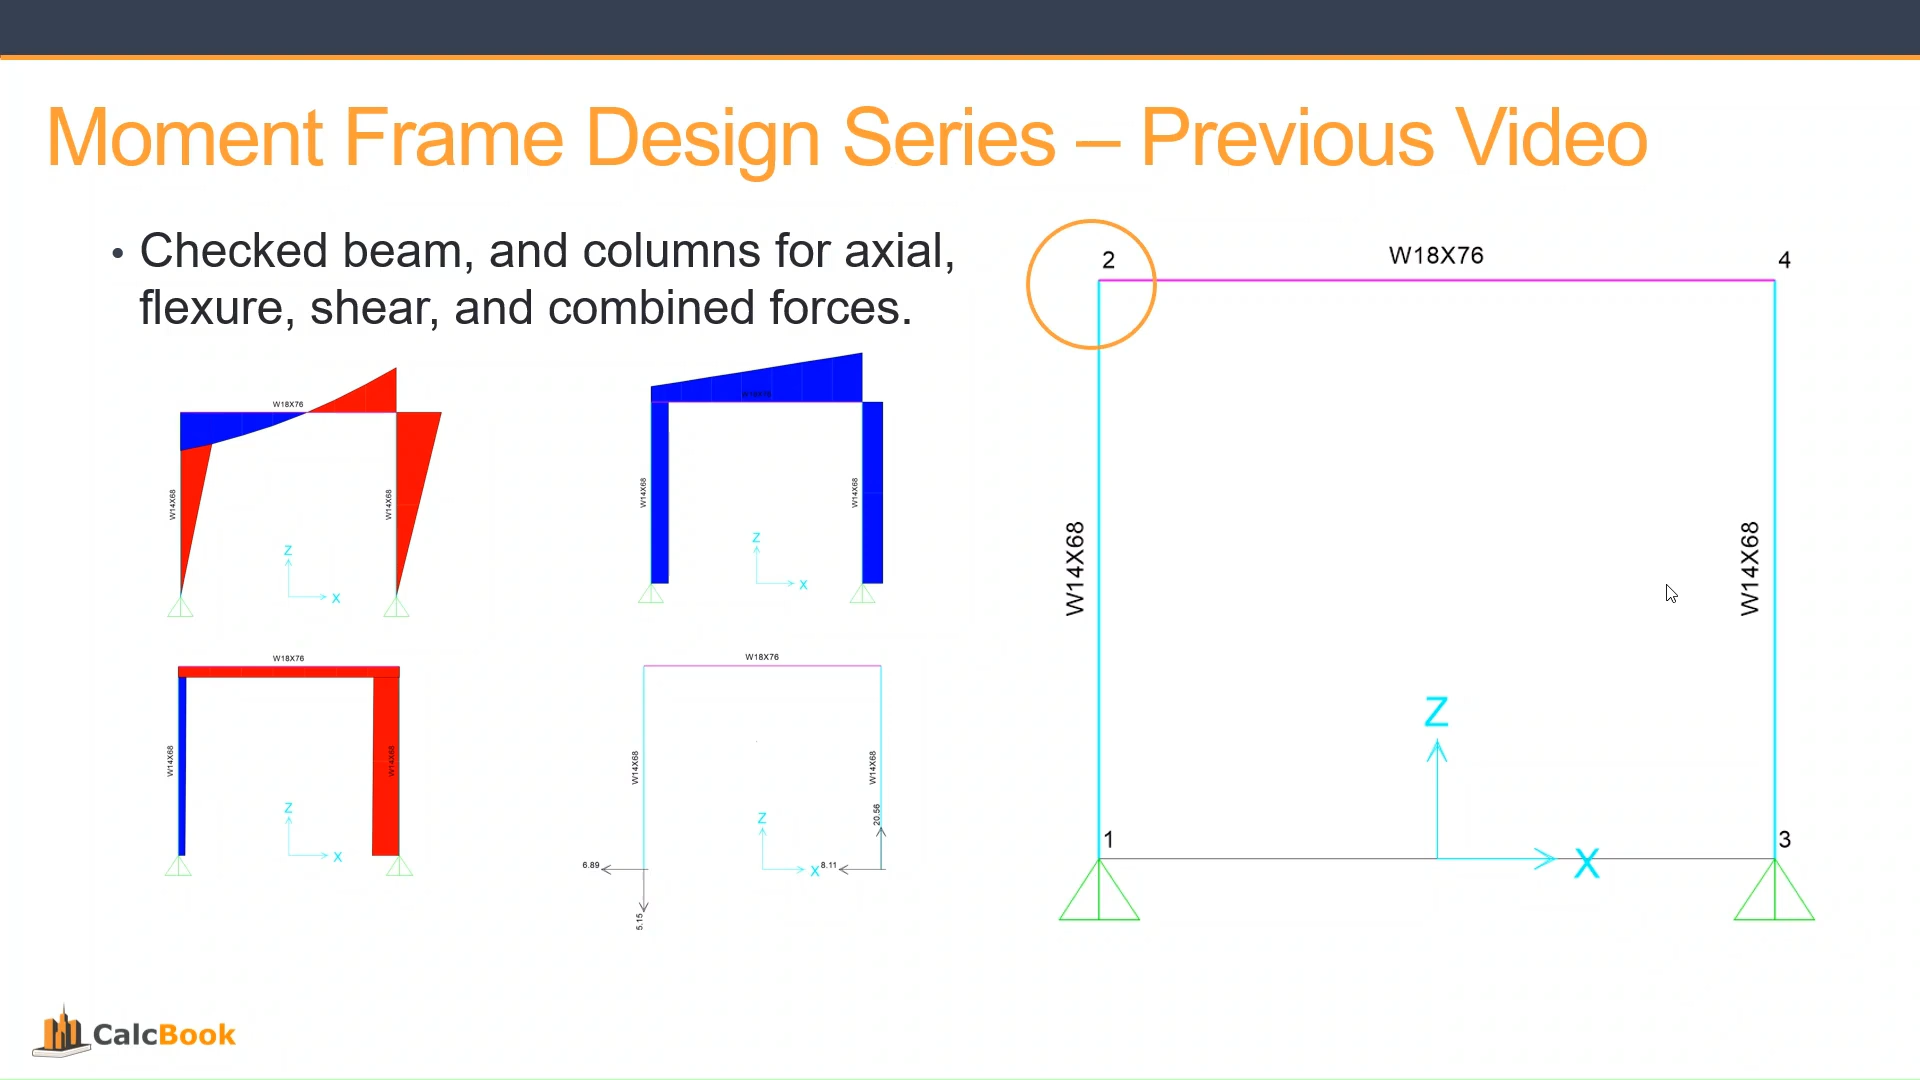 Moment Frame Design Series – Previous Video
• Checked beam, and columns for axial,
flexure, shear, and combined forces.
W18X76
W14X68
W14X68
Z
X
W18X76
W14X68
W14X68
Z
X
W18X76
W14X68
W14X68
Z
X
W18X76
W14X68
W14X68
20.56
Z
X
6.89
8.11
5.15
2
W18X76
4
W14X68
W14X68
Z
1
X
3
CalcBook